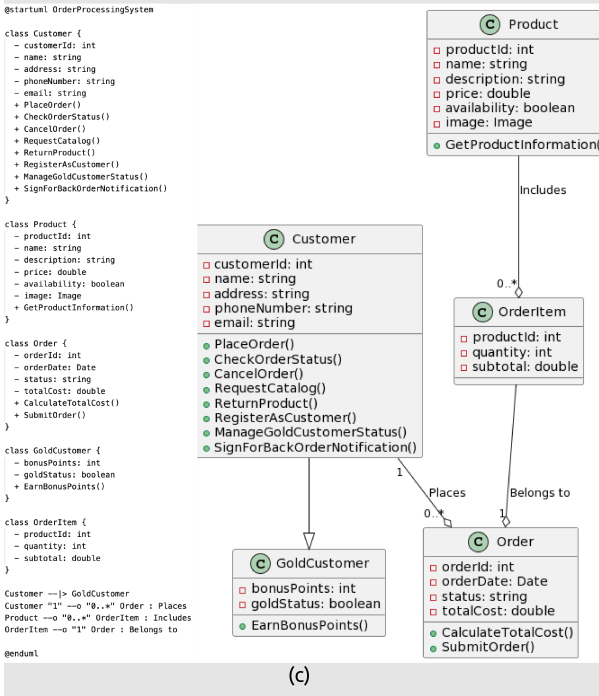 @startuml OrderProcessingSystem
class Customer {
- customerId: int
- name: string
- address: string
- phoneNumber: string
- email: string
+ PlaceOrder()
+ CheckOrderStatus()
+ CancelOrder()
+ RequestCatalog()
+ ReturnProduct()
+ RegisterAsCustomer()
+ ManageGoldCustomerStatus()
+ SignForBackOrderNotification()
}
class Product {
- productId: int
- name: string
- description: string
- price: double
- availability: boolean
- image: Image
+ GetProductInformation()
}
class Order {
- orderId: int
- orderDate: Date
- status: string
- totalCost: double
+ CalculateTotalCost()
+ SubmitOrder()
}
class GoldCustomer {
- bonusPoints: int
- goldStatus: boolean
+ EarnBonusPoints()
}
class OrderItem {
- productId: int
- quantity: int
- subtotal: double
}
Customer --|> GoldCustomer
Customer "1" --o "0..*" Order : Places
Product --o "0..*" OrderItem : Includes
OrderItem --o "1" Order : Belongs to
@enduml
C Product
productId: int
name: string
description: string
price: double
availability: boolean
image: Image
GetProductInformation(
Includes
0..*
C Customer
customerId: int
name: string
address: string
phoneNumber: string
email: string
PlaceOrder()
CheckOrderStatus()
CancelOrder()
RequestCatalog()
ReturnProduct()
RegisterAsCustomer()
ManageGoldCustomerStatus()
SignForBackOrderNotification()
C OrderItem
productId: int
quantity: int
subtotal: double
1
Places
0..*
Belongs to
1
C GoldCustomer
bonusPoints: int
goldStatus: boolean
EarnBonusPoints()
C Order
orderId: int
orderDate: Date
status: string
totalCost: double
CalculateTotalCost()
SubmitOrder()
(c)